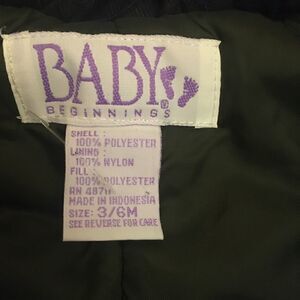 BABY
BEGINNINGS®
SHELL:
100% POLYESTER
LINING:
100% NYLON
FILL:
100% POLYESTER
RN
MADE IN INDONESIA
SIZE: 3/6M
SEE REVERSE FOR CARE